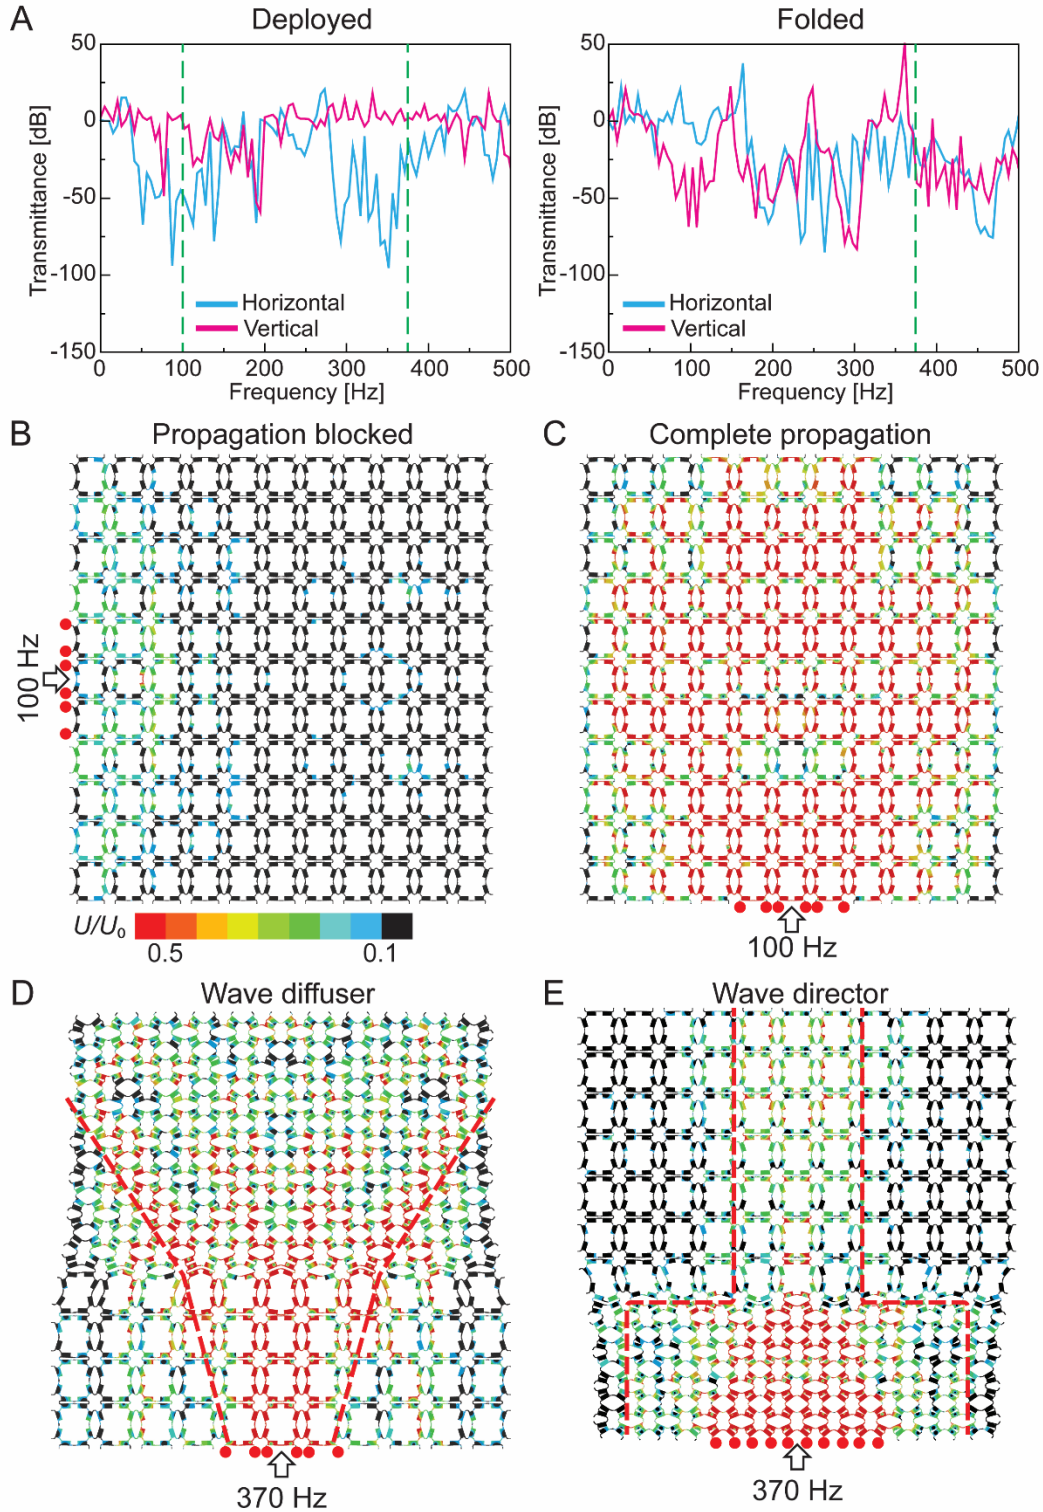 A
Deployed
Folded
50
0
-50
-100
-150
Transmittance [dB]
Horizontal
Vertical
0 100 200 300 400 500
Frequency [Hz]
50
0
-50
-100
-150
Transmittance [dB]
Horizontal
Vertical
0 100 200 300 400 500
Frequency [Hz]
B Propagation blocked
100 Hz
U/U₀
0.5 0.1
C Complete propagation
100 Hz
D Wave diffuser
370 Hz
E Wave director
370 Hz